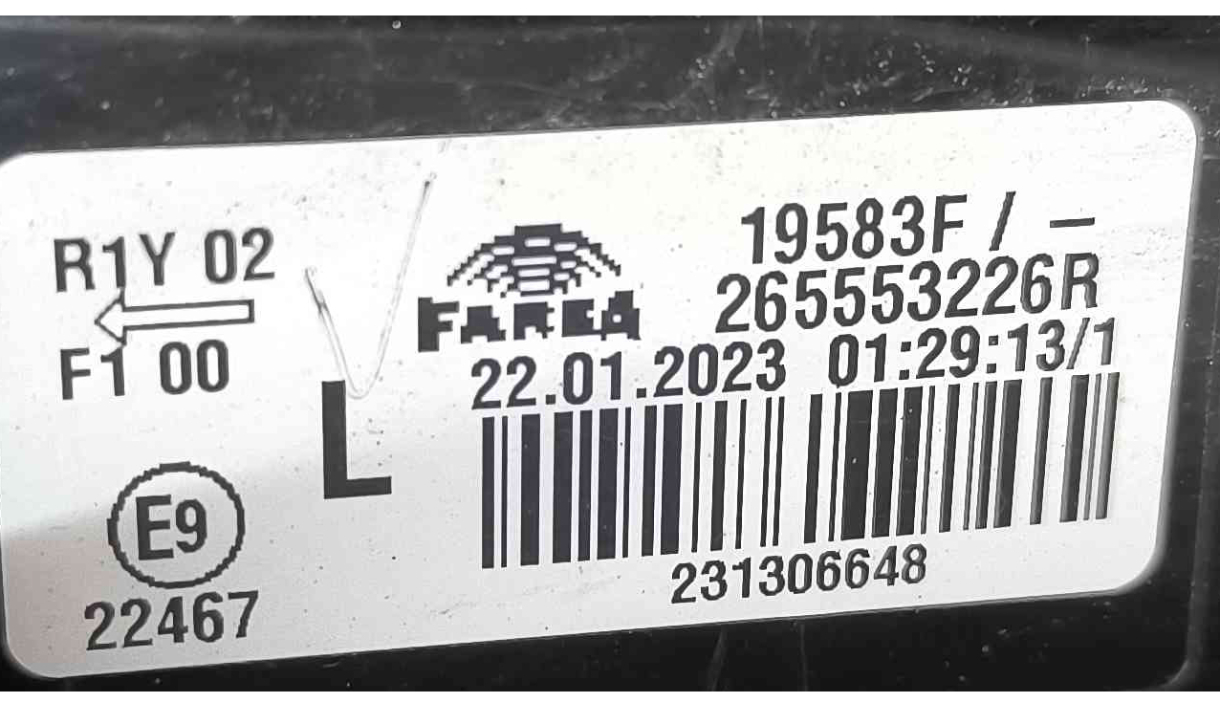 R1Y 02
F1 00
L
E9
22467
FARBA
19583F / -
265553226R
22.01.2023 01:29:13/1
231306648